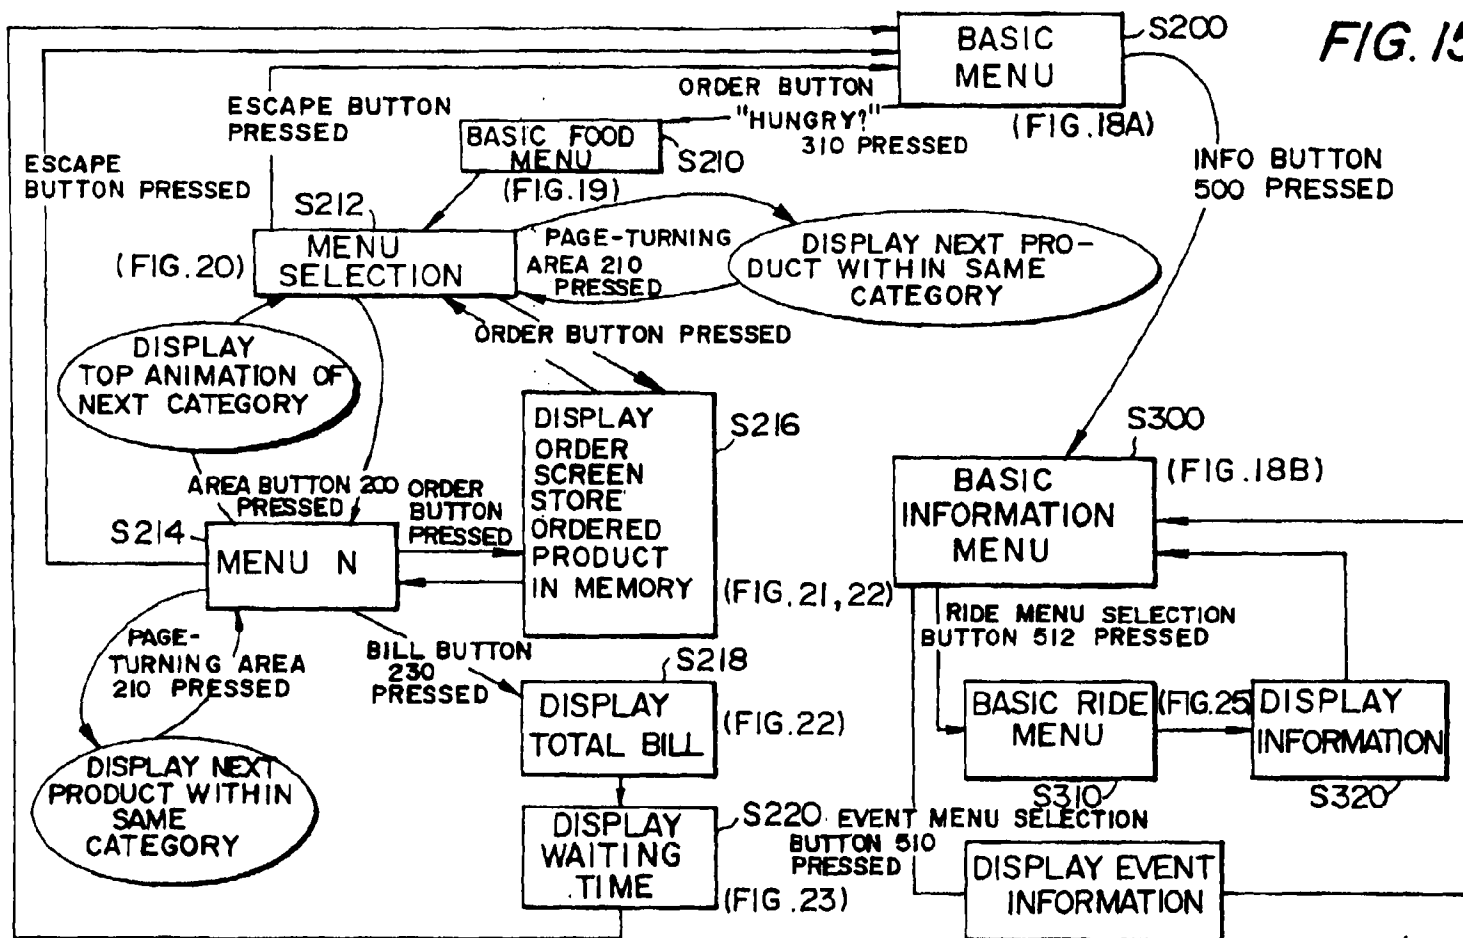 FIG. 15
BASIC
MENU
S200
(FIG.18A)
ORDER BUTTON
"HUNGRY?"
310 PRESSED
ESCAPE BUTTON
PRESSED
BASIC FOOD
MENU
S210
(FIG.19)
ESCAPE
BUTTON PRESSED
INFO BUTTON
500 PRESSED
S212
MENU
SELECTION
(FIG.20)
PAGE-TURNING
AREA 210
PRESSED
DISPLAY NEXT PRO-
DUCT WITHIN SAME
CATEGORY
ORDER BUTTON PRESSED
DISPLAY
TOP ANIMATION OF
NEXT CATEGORY
DISPLAY
ORDER
SCREEN
STORE
ORDERED
PRODUCT
IN MEMORY
S216
(FIG.21,22)
AREA BUTTON 200
PRESSED
ORDER
BUTTON
PRESSED
S214
MENU N
S300
BASIC
INFORMATION
MENU
(FIG.18B)
PAGE-
TURNING AREA
210 PRESSED
BILL BUTTON
230
PRESSED
RIDE MENU SELECTION
BUTTON 512 PRESSED
S218
DISPLAY
TOTAL BILL
(FIG.22)
BASIC RIDE
MENU
S310
(FIG.25)
DISPLAY
INFORMATION
S320
DISPLAY NEXT
PRODUCT WITHIN
SAME
CATEGORY
DISPLAY
WAITING
TIME
S220
(FIG.23)
EVENT MENU SELECTION
BUTTON 510
PRESSED
DISPLAY EVENT
INFORMATION